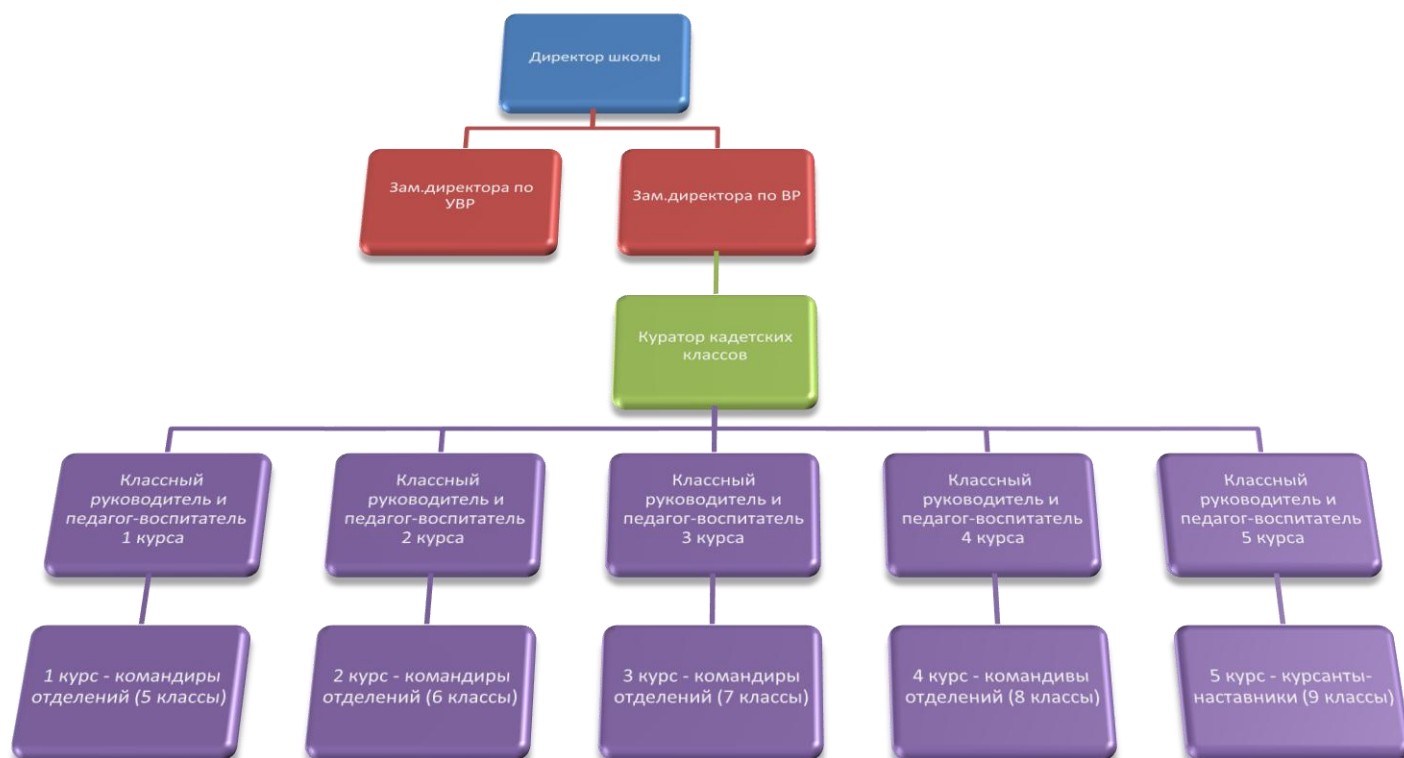 Директор школы
Зам.директора по
УВР
Зам.директора по ВР
Куратор кадетских
классов
Классный
руководитель и
педагог-воспитатель
1 курса
Классный
руководитель и
педагог-воспитатель
2 курса
Классный
руководитель и
педагог-воспитатель
3 курса
Классный
руководитель и
педагог-воспитатель
4 курса
Классный
руководитель и
педагог-воспитатель
5 курса
1 курс - командиры
отделений (5 классы)
2 курс - командиры
отделений (6 классы)
3 курс - командиры
отделений (7 классы)
4 курс - командивы
отделений (8 классы)
5 курс - курсанты-
наставники (9 классы)